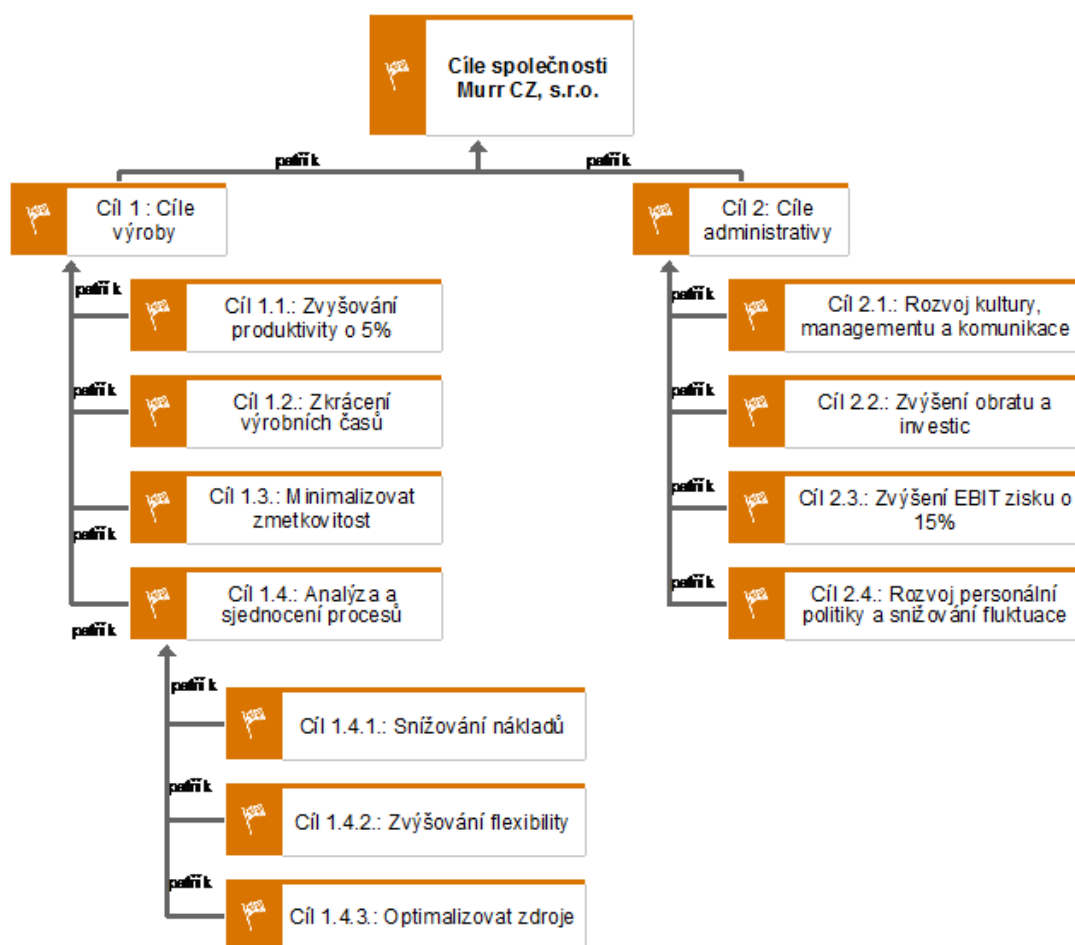 Cíle společnosti
Murr CZ, s.r.o.
patří k
patří k
Cíl 1 : Cíle
výroby
Cíl 2: Cíle
administrativy
patří k
Cíl 1.1.: Zvyšování
produktivity o 5%
patří k
Cíl 1.2.: Zkrácení
výrobních časů
Cíl 1.3.: Minimalizovat
zmetkovitost
patří k
Cíl 1.4.: Analýza a
sjednocení procesů
patří k
patří k
Cíl 1.4.1.: Snížování nákladů
patří k
Cíl 1.4.2.: Zvýšování flexibility
patří k
Cíl 1.4.3.: Optimalizovat zdroje
patří k
Cíl 2.1.: Rozvoj kultury,
managementu a komunikace
patří k
Cíl 2.2.: Zvýšení obratu a
investic
patří k
Cíl 2.3.: Zvýšení EBIT zisku o
15%
patří k
Cíl 2.4.: Rozvoj personální
politiky a snižování fluktuace